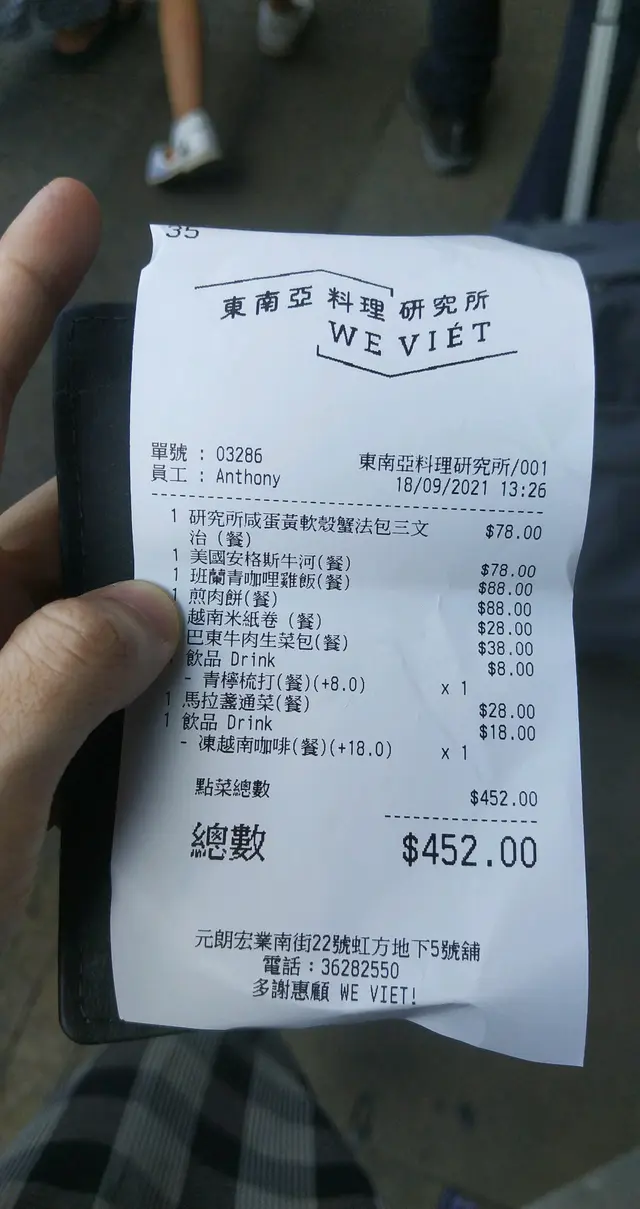 35
東南亞 料理 研究所
WE VIÉT
單號 : 03286
員工 : Anthony
東南亞料理研究所/001
18/09/2021 13:26
1 研究所咸蛋黃軟殼蟹法包三文治 (餐) $78.00
1 美國安格斯牛河(餐) $78.00
1 班蘭青咖哩雞飯(餐) $88.00
1 煎肉餅(餐) $88.00
越南米紙卷 (餐) $28.00
巴東牛肉生菜包(餐) $38.00
飲品 Drink $8.00
- 青檸梳打(餐)(+8.0) x 1
1 馬拉盞通菜(餐) $28.00
1 飲品 Drink $18.00
- 凍越南咖啡(餐)(+18.0) x 1
點菜總數 $452.00
總數 $452.00
元朗宏業南街22號虹方地下5號舖
電話:36282550
多謝惠顧 WE VIET!